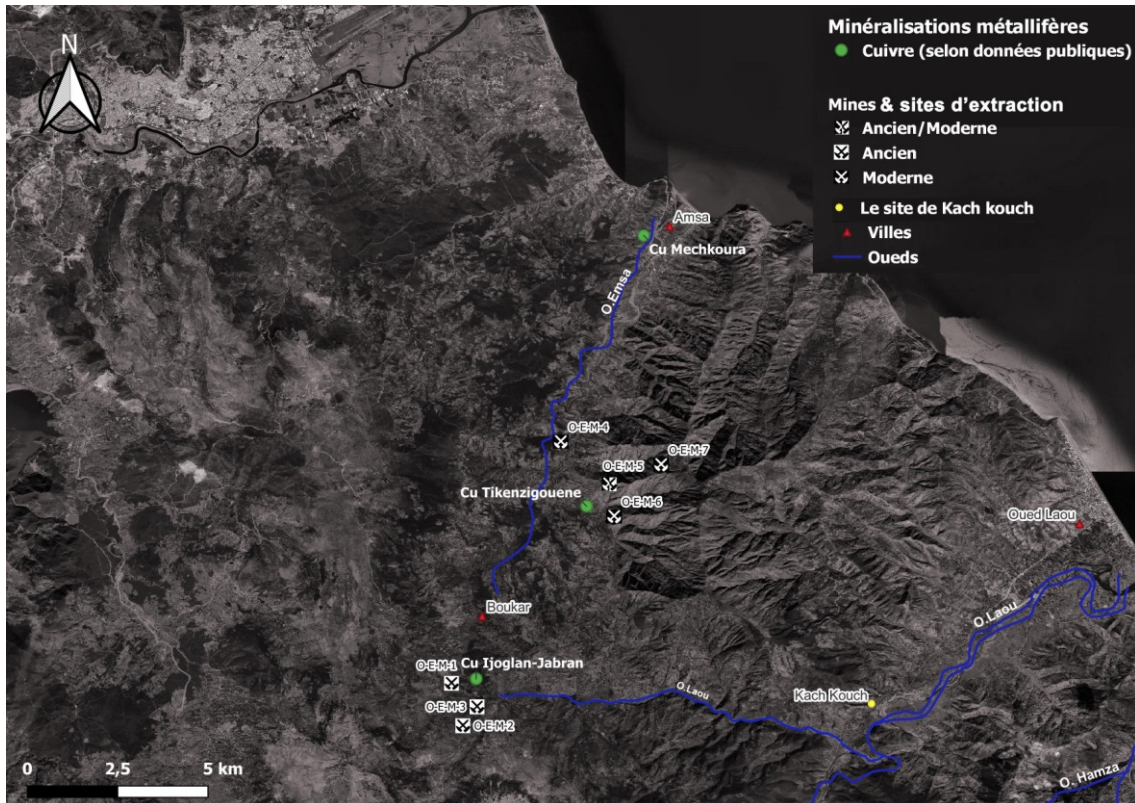 N
Minéralisations métallifères
Cuivre (selon données publiques)
Mines & sites d'extraction
Ancien/Moderne
Ancien
Moderne
Le site de Kach kouch
Villes
Oueds
Amsa
Cu Mechkoura
O.Emsa
O-E-M-4
O-E-M-7
O-E-M-5
Cu Tikenzigouene
O-E-M-6
Oued Laou
Boukar
O.Laou
Cu Ijoglan-Jabran
O-E-M-1
O.Laou
Kach Kouch
O-E-M-3
O-E-M-2
0 2,5 5 km
O. Hamza